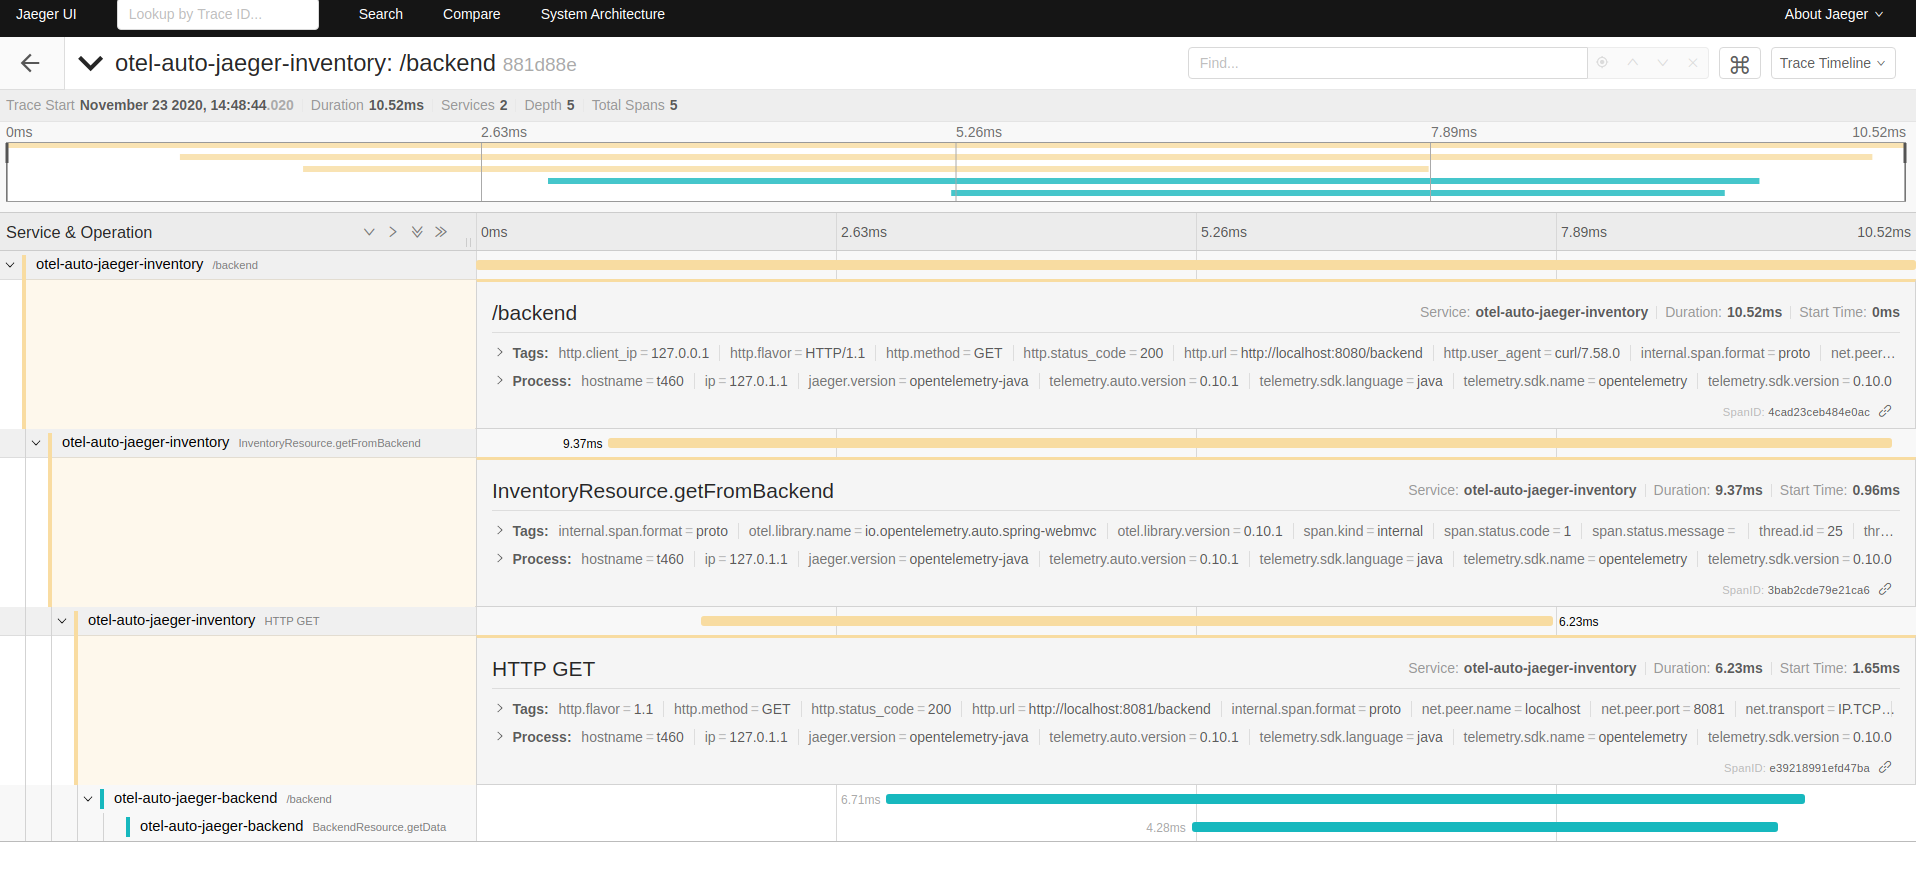 Jaeger UI Lookup by Trace ID... Search Compare System Architecture About Jaeger
otel-auto-jaeger-inventory: /backend 881d88e Find... ⌘ Trace Timeline
Trace Start November 23 2020, 14:48:44.020 Duration 10.52ms Services 2 Depth 5 Total Spans 5
0ms 2.63ms 5.26ms 7.89ms 10.52ms
Service & Operation 0ms 2.63ms 5.26ms 7.89ms 10.52ms
otel-auto-jaeger-inventory /backend
/backend Service: otel-auto-jaeger-inventory Duration: 10.52ms Start Time: 0ms
Tags: http.client_ip = 127.0.0.1 http.flavor = HTTP/1.1 http.method = GET http.status_code = 200 http.url = http://localhost:8080/backend http.user_agent = curl/7.58.0 internal.span.format = proto net.peer…
Process: hostname = t460 ip = 127.0.1.1 jaeger.version = opentelemetry-java telemetry.auto.version = 0.10.1 telemetry.sdk.language = java telemetry.sdk.name = opentelemetry telemetry.sdk.version = 0.10.0
SpanID: 4cad23ceb484e0ac
otel-auto-jaeger-inventory InventoryResource.getFromBackend 9.37ms
InventoryResource.getFromBackend Service: otel-auto-jaeger-inventory Duration: 9.37ms Start Time: 0.96ms
Tags: internal.span.format = proto otel.library.name = io.opentelemetry.auto.spring-webmvc otel.library.version = 0.10.1 span.kind = internal span.status.code = 1 span.status.message = thread.id = 25 thr…
Process: hostname = t460 ip = 127.0.1.1 jaeger.version = opentelemetry-java telemetry.auto.version = 0.10.1 telemetry.sdk.language = java telemetry.sdk.name = opentelemetry telemetry.sdk.version = 0.10.0
SpanID: 3bab2cde79e21ca6
otel-auto-jaeger-inventory HTTP GET 6.23ms
HTTP GET Service: otel-auto-jaeger-inventory Duration: 6.23ms Start Time: 1.65ms
Tags: http.flavor = 1.1 http.method = GET http.status_code = 200 http.url = http://localhost:8081/backend internal.span.format = proto net.peer.name = localhost net.peer.port = 8081 net.transport = IP.TCP…
Process: hostname = t460 ip = 127.0.1.1 jaeger.version = opentelemetry-java telemetry.auto.version = 0.10.1 telemetry.sdk.language = java telemetry.sdk.name = opentelemetry telemetry.sdk.version = 0.10.0
SpanID: e39218991efd47ba
otel-auto-jaeger-backend /backend 6.71ms
otel-auto-jaeger-backend BackendResource.getData 4.28ms